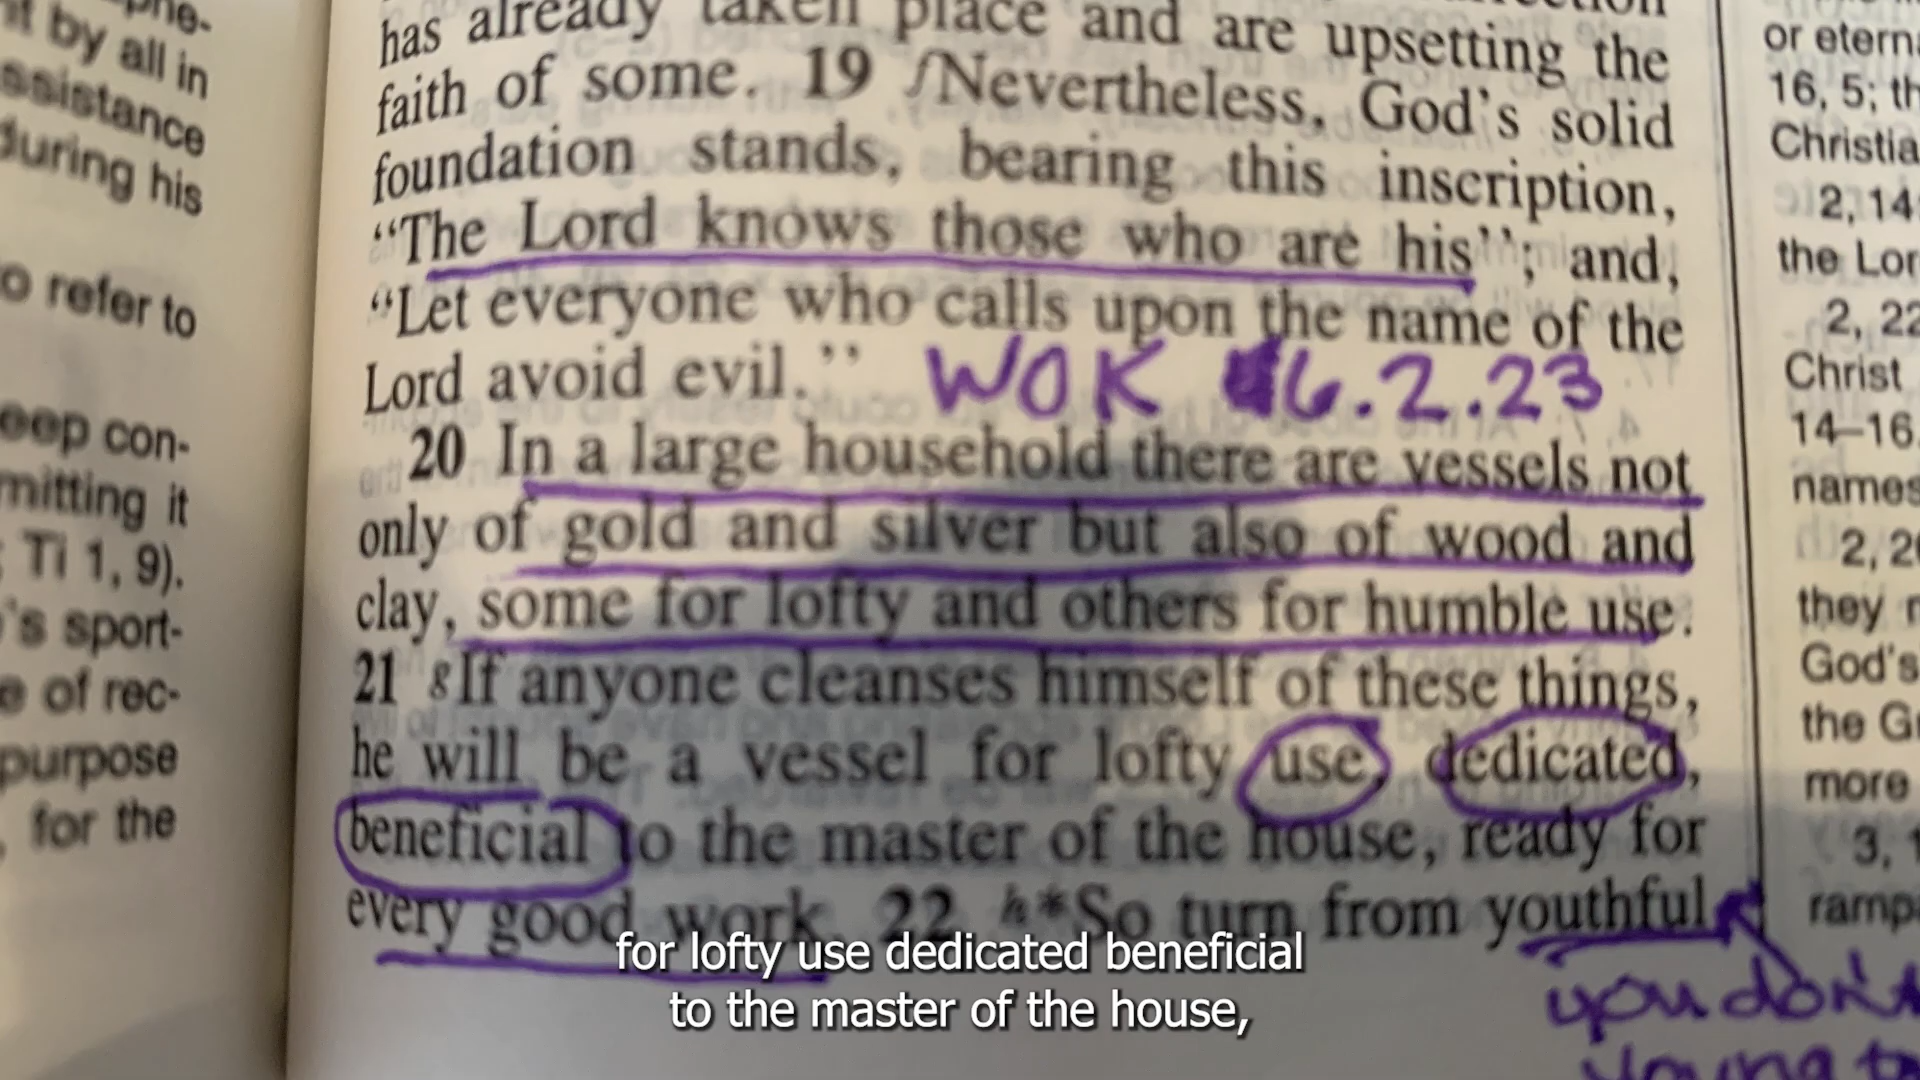 has already taken place and are upsetting the
faith of some. 19 fNevertheless, God's solid
foundation stands, bearing this inscription,
“The Lord knows those who are his”; and,
“Let everyone who calls upon the name of the
Lord avoid evil.” WOK 6.2.23
20 In a large household there are vessels not
only of gold and silver but also of wood and
clay, some for lofty and others for humble use.
21 gIf anyone cleanses himself of these things,
he will be a vessel for lofty use, dedicated,
beneficial to the master of the house, ready for
every good work. 22 h*So turn from youthful
you don't
young
t by all in
ssistance
during his
o refer to
eep con-
mitting it
Ti 1, 9).
's sport-
e of rec-
purpose
, for the
or etern
16, 5; th
Christia
2, 14
the Lor
2, 22
Christ
14–16
names
2, 2
they
God's
the G
more
3, 1
ramp
for lofty use dedicated beneficial
to the master of the house,